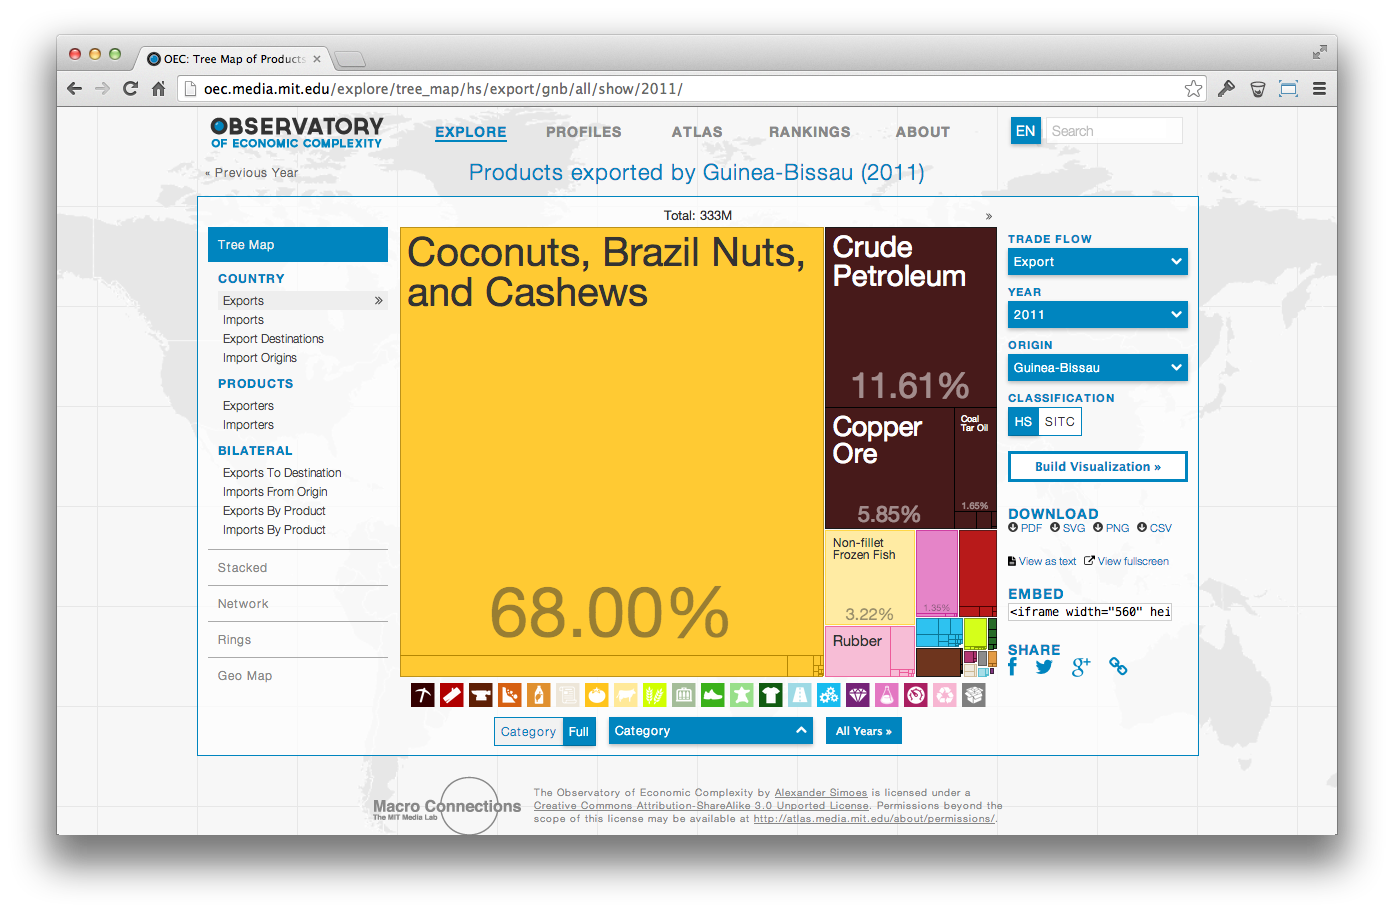 OEC: Tree Map of Products
oec.media.mit.edu/explore/tree_map/hs/export/gnb/all/show/2011/
OBSERVATORY
OF ECONOMIC COMPLEXITY
EXPLORE
PROFILES
ATLAS
RANKINGS
ABOUT
EN
Search
« Previous Year
Products exported by Guinea-Bissau (2011)
Total: 333M
»
Tree Map
COUNTRY
Exports »
Imports
Export Destinations
Import Origins
PRODUCTS
Exporters
Importers
BILATERAL
Exports To Destination
Imports From Origin
Exports By Product
Imports By Product
Stacked
Network
Rings
Geo Map
Coconuts, Brazil Nuts,
and Cashews
68.00%
Crude
Petroleum
11.61%
Copper
Ore
5.85%
Coal
Tar Oil
1.65%
Non-fillet
Frozen Fish
3.22%
1.35%
Rubber
Category
Full
Category
All Years »
TRADE FLOW
Export
YEAR
2011
ORIGIN
Guinea-Bissau
CLASSIFICATION
HS
SITC
Build Visualization »
DOWNLOAD
PDF SVG PNG CSV
View as text View fullscreen
EMBED
<iframe width="560" hei
SHARE
Macro Connections
The MIT Media Lab
The Observatory of Economic Complexity by Alexander Simoes is licensed under a
Creative Commons Attribution-ShareAlike 3.0 Unported License. Permissions beyond the
scope of this license may be available at http://atlas.media.mit.edu/about/permissions/.